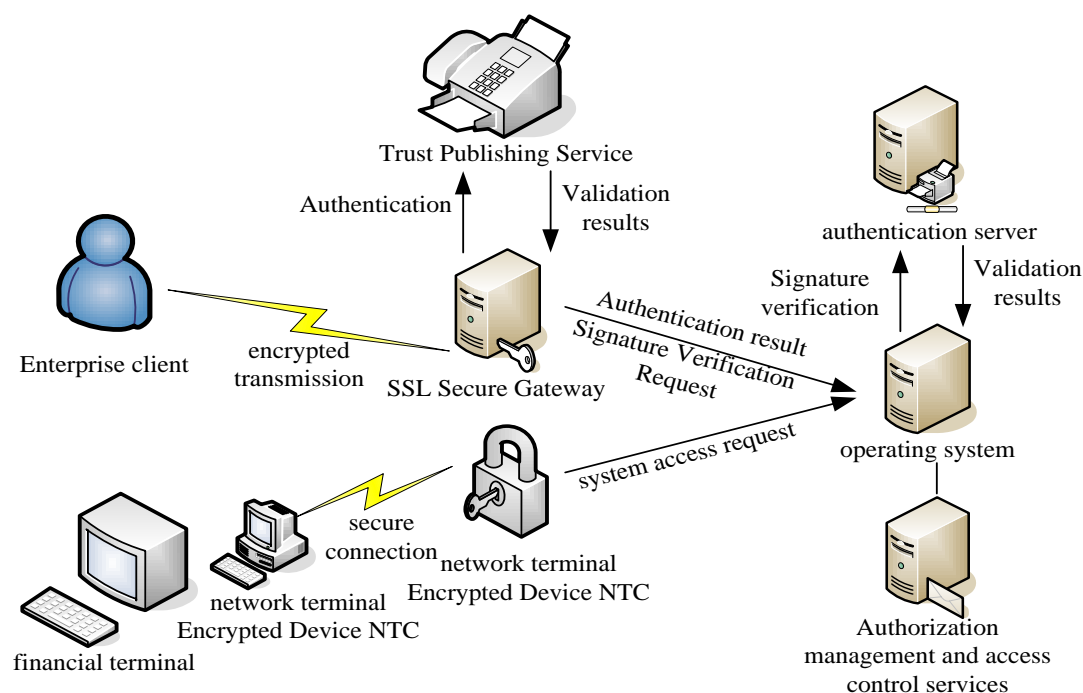 Trust Publishing Service
Authentication
Validation
results
authentication server
Signature
verification
Validation
results
Enterprise client
encrypted
transmission
SSL Secure Gateway
Authentication result
Signature Verification
Request
operating system
system access request
secure
connection
network terminal
Encrypted Device NTC
network terminal
Encrypted Device NTC
financial terminal
Authorization
management and access
control services